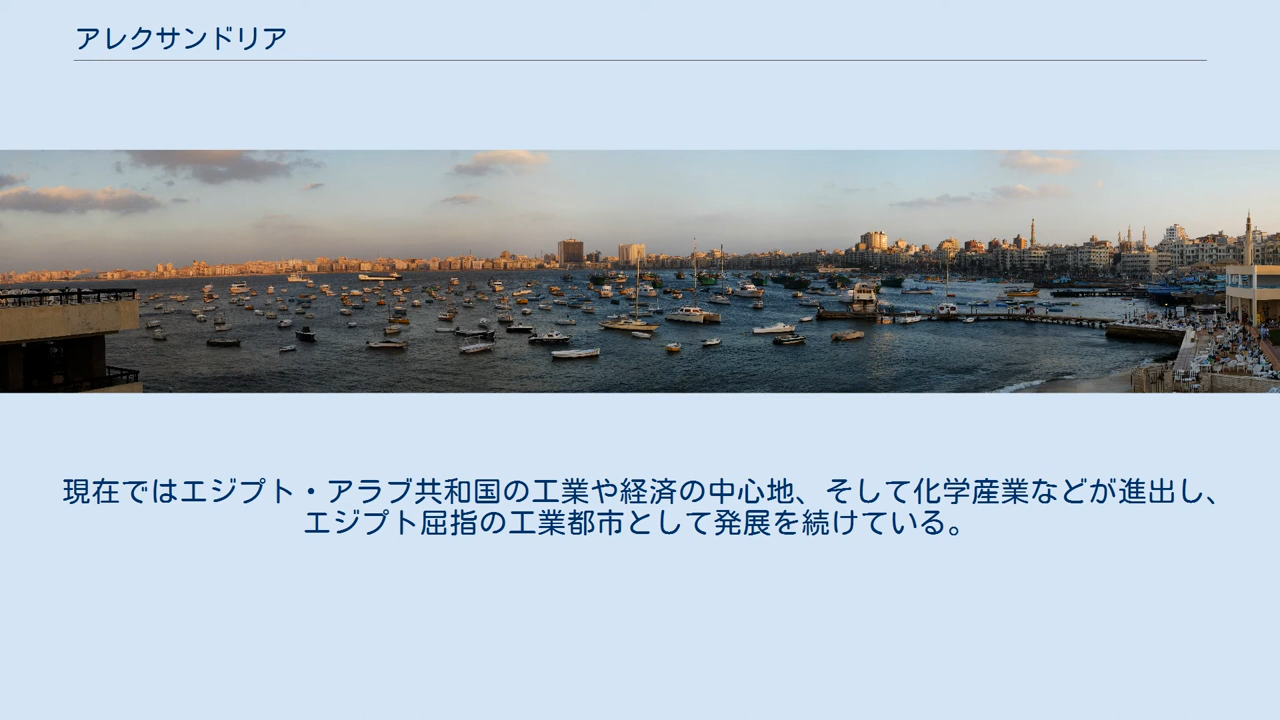 アレクサンドリア
現在ではエジプト・アラブ共和国の工業や経済の中心地、そして化学産業などが進出し、
エジプト屈指の工業都市として発展を続けている。